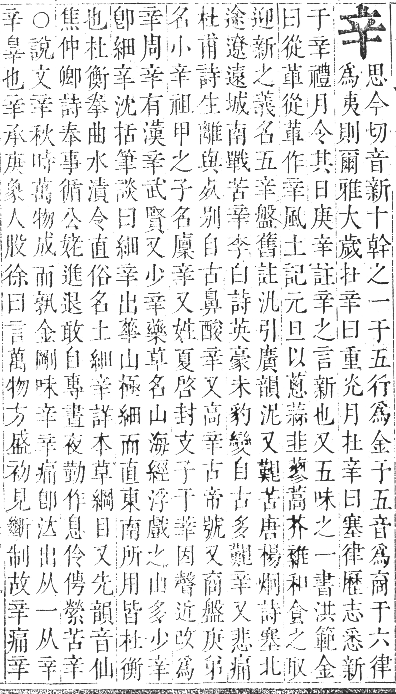 辛 思今切音新十幹之一于五行為金于五音為商于六律
為夷則爾雅大歲在辛曰重光月在辛曰塞律歷志悉新
于辛禮月令其日庚辛註辛之言新也又五味之一書洪範金
曰從革從革作辛風土記元旦以蔥蒜韭蓼蒿芥雜和食之取
迎新之義名五辛盤舊註汎引廣韻泥又艱苦唐楊炯詩塞北
途遼遠城南戰苦辛李白詩英豪未豹變自古多艱辛又悲痛
杜甫詩生離與死别自古鼻酸辛又高辛古帝號又商盤庚弟
名小辛祖甲之子名廩辛又姓夏啓封支子于莘因聲近改為
辛周辛有漢辛武賢又少辛藥草名山海經浮戲之山多少辛
卽細辛沈括筆談曰細辛出華山極細而直東南所用皆杜衡
也杜衡拳曲水漬令直俗名土細辛詳本草綱目又先韻音仙
焦仲卿詩奉事循公姥進退敢自專晝夜勤作息伶俜縈苦辛
○說文辛秋時萬物成而孰金剛味辛辛痛卽泣出从一从䇂
䇂辠也辛承庚象人股徐曰言萬物方盛初見斷制故辛痛辛